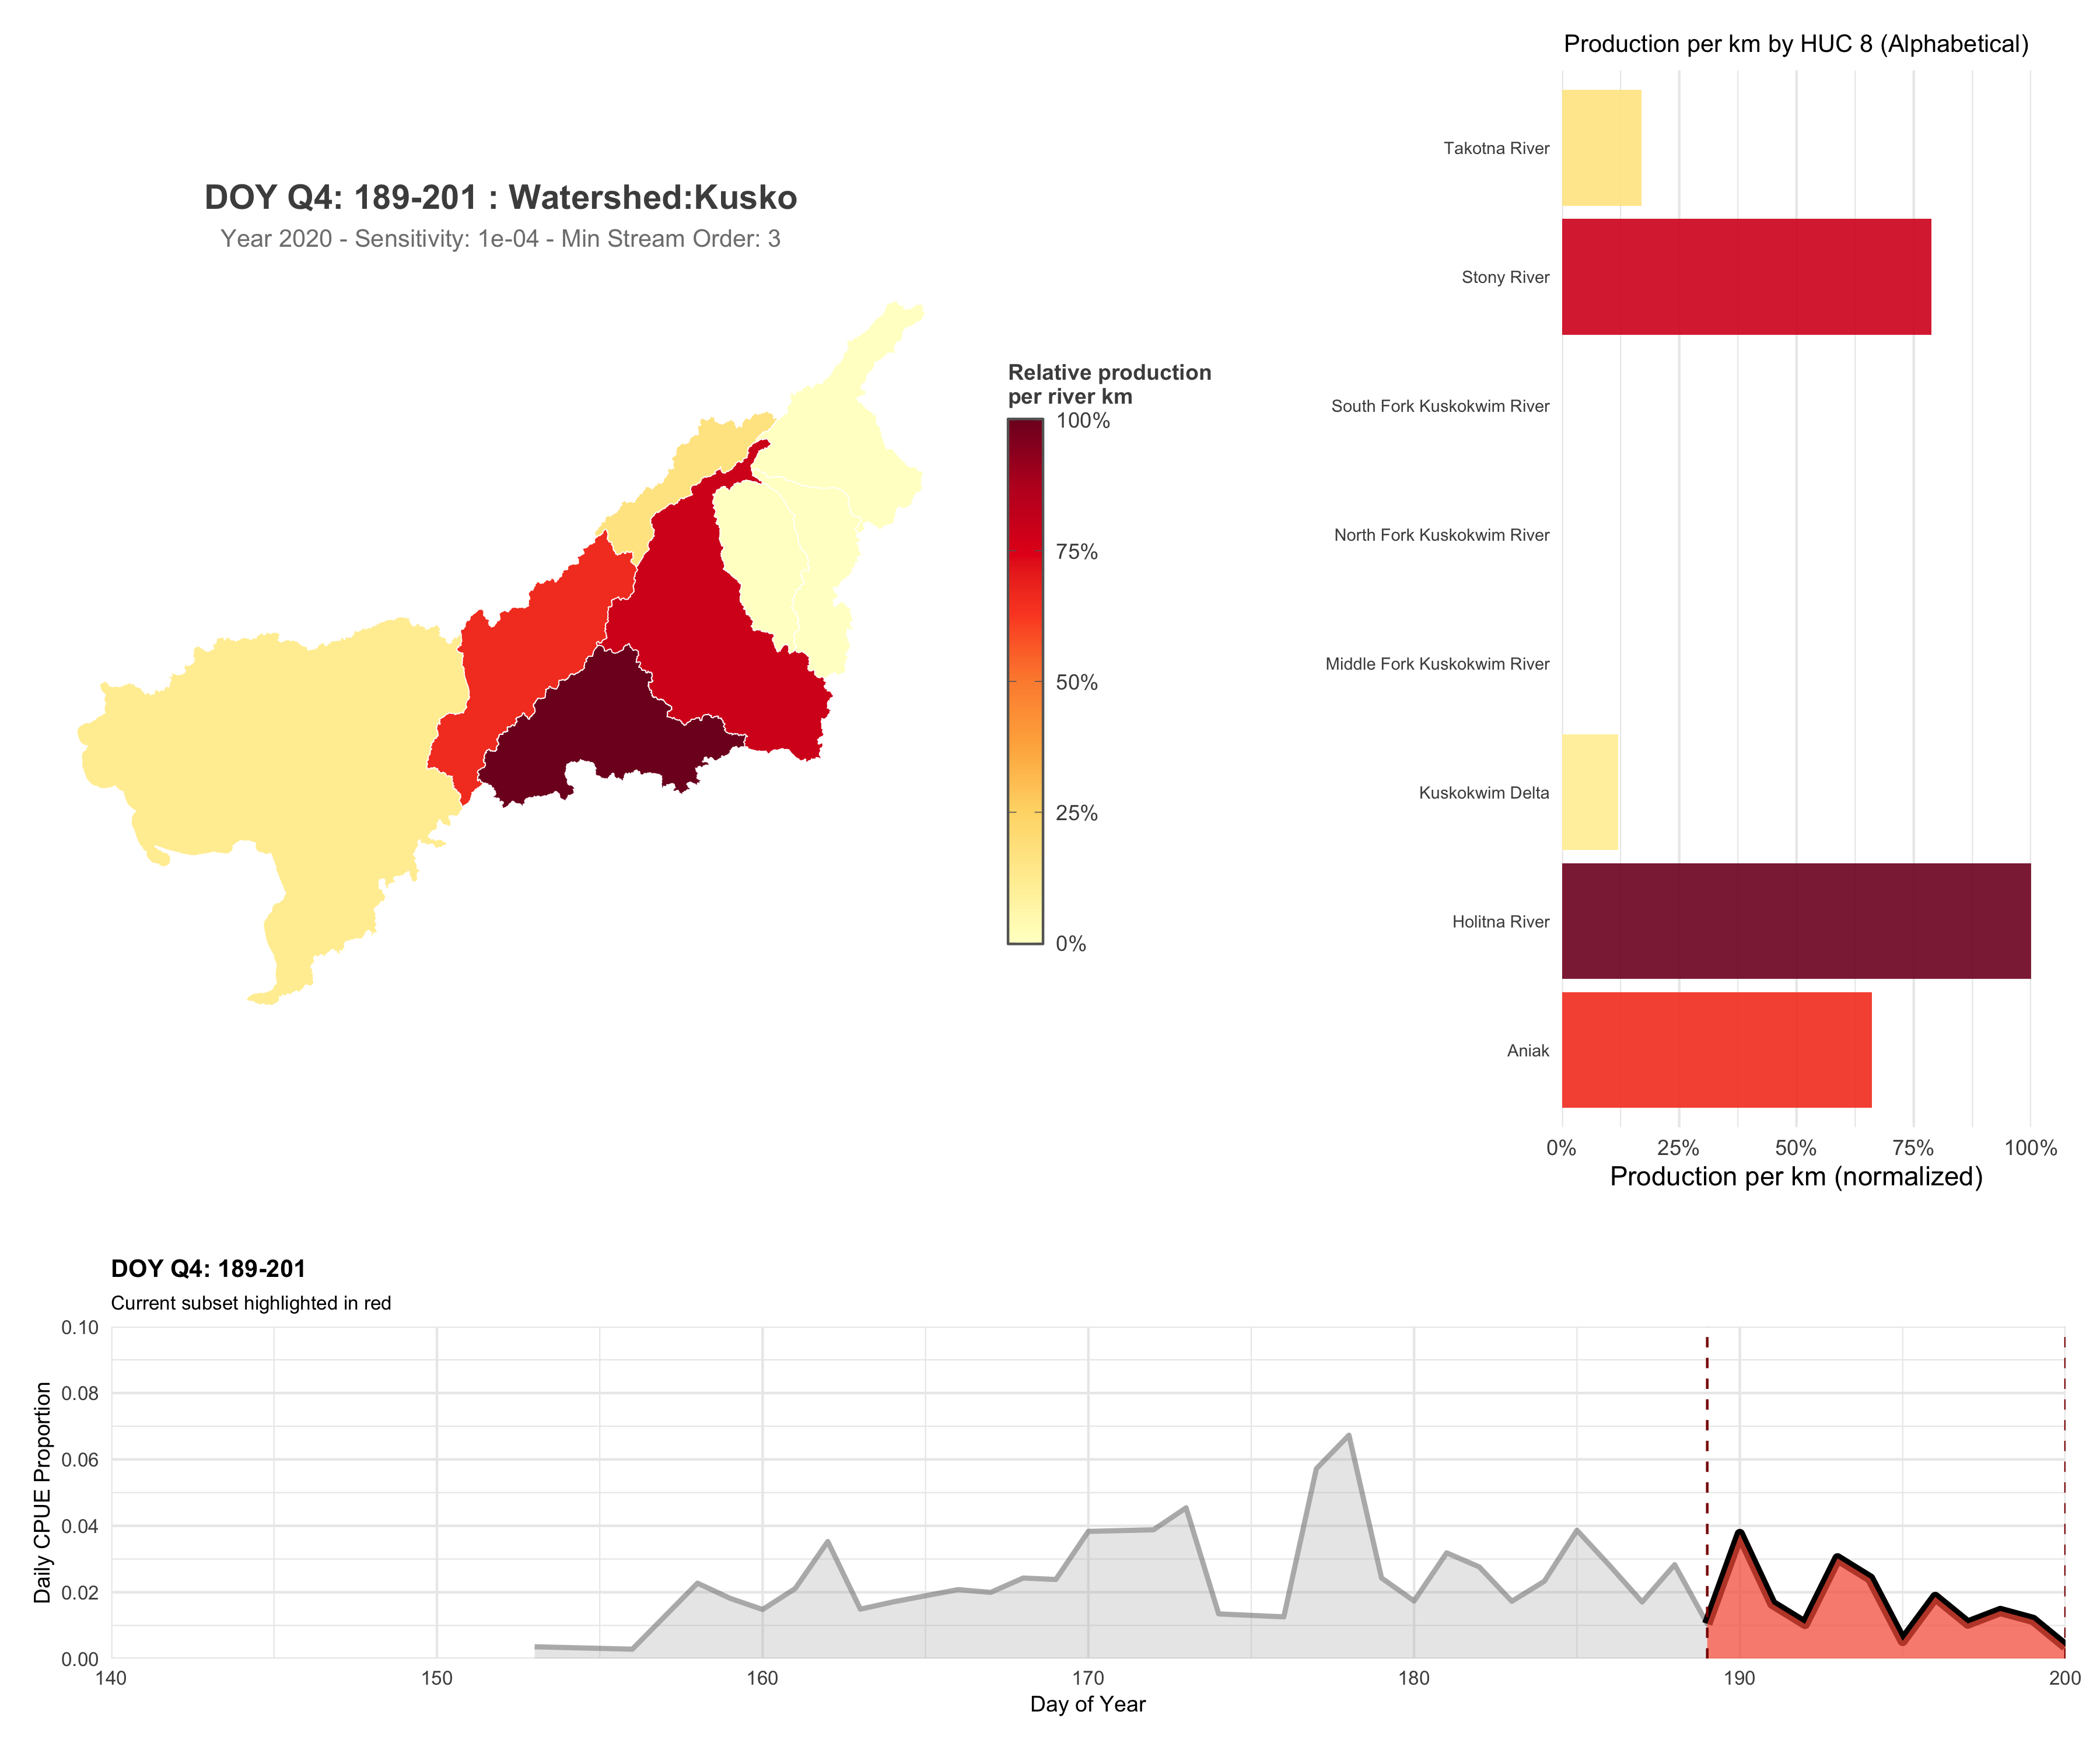 Production per km by HUC 8 (Alphabetical)
Takotna River
Stony River
South Fork Kuskokwim River
North Fork Kuskokwim River
Middle Fork Kuskokwim River
Kuskokwim Delta
Holitna River
Aniak
0% 25% 50% 75% 100%
Production per km (normalized)
DOY Q4: 189-201 : Watershed:Kusko
Year 2020 - Sensitivity: 1e-04 - Min Stream Order: 3
Relative production
per river km
100%
75%
50%
25%
0%
DOY Q4: 189-201
Current subset highlighted in red
Daily CPUE Proportion
0.10
0.08
0.06
0.04
0.02
0.00
140 150 160 170 180 190 200
Day of Year